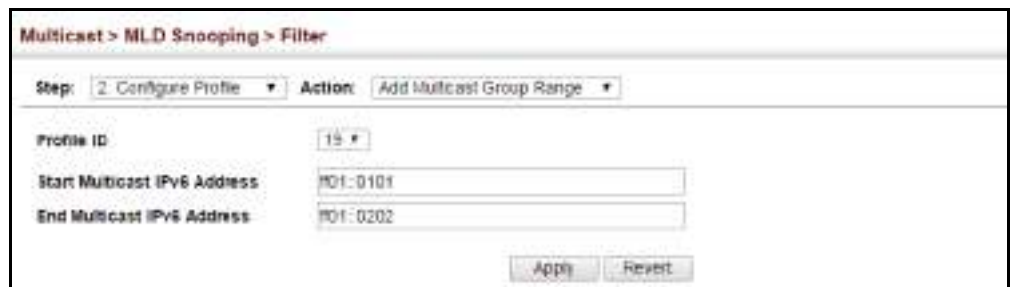 Multicast > MLD Snooping > Filter
Step: 2. Configure Profile Action: Add Multicast Group Range
Profile ID 19
Start Multicast IPv6 Address ff01:0101
End Multicast IPv6 Address ff01:0202
Apply Revert